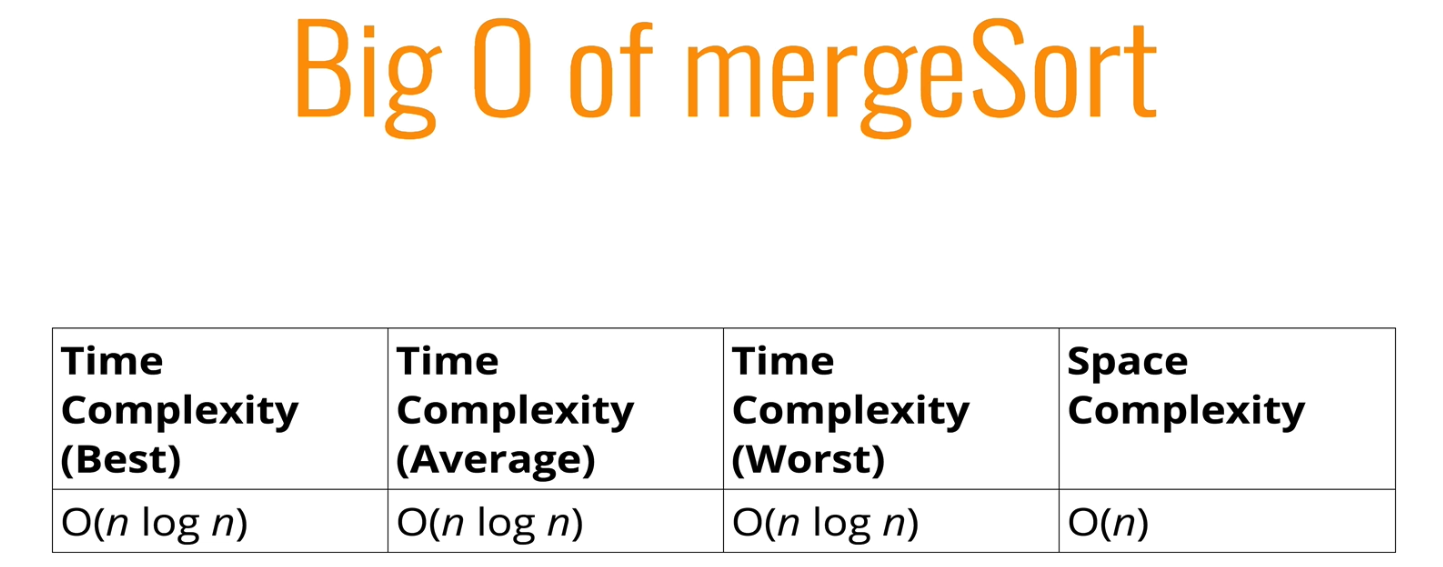 Big O of mergeSort
Time Complexity (Best)
Time Complexity (Average)
Time Complexity (Worst)
Space Complexity
O(n log n)
O(n log n)
O(n log n)
O(n)